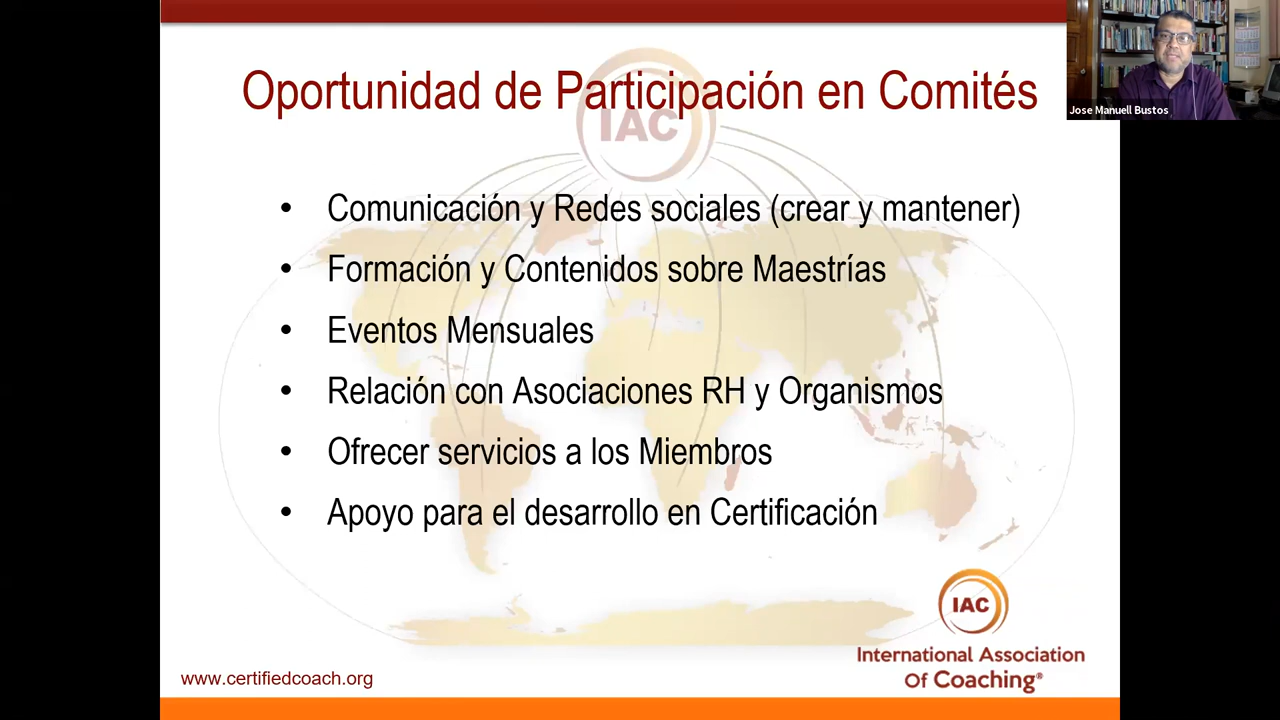 Oportunidad de Participación en Comités
IAC
Jose Manuell Bustos
• Comunicación y Redes sociales (crear y mantener)
• Formación y Contenidos sobre Maestrías
• Eventos Mensuales
• Relación con Asociaciones RH y Organismos
• Ofrecer servicios a los Miembros
• Apoyo para el desarrollo en Certificación
IAC
International Association
Of Coaching®
www.certifiedcoach.org